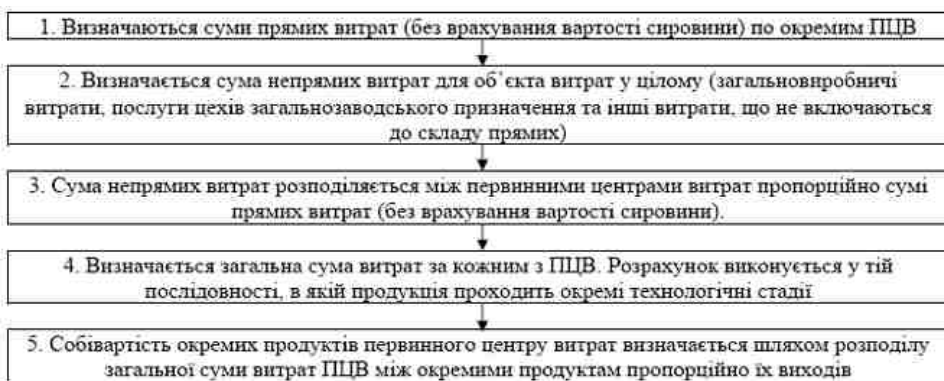 1. Визначаються суми прямих витрат (без врахування вартості сировини) по окремим ПЦВ
2. Визначається сума непрямих витрат для об’єкта витрат у цілому (загальновиробничі
витрати, послуги цехів загальнозаводського призначення та інші витрати, що не включаються
до складу прямих)
3. Сума непрямих витрат розподіляється між первинними центрами витрат пропорційно сумі
прямих витрат (без врахування вартості сировини).
4. Визначається загальна сума витрат за кожним з ПЦВ. Розрахунок виконується у тій
послідовності, в якій продукція проходить окремі технологічні стадії
5. Собівартість окремих продуктів первинного центру витрат визначається шляхом розподілу
загальної суми витрат ПЦВ між окремими продуктам пропорційно їх виходів